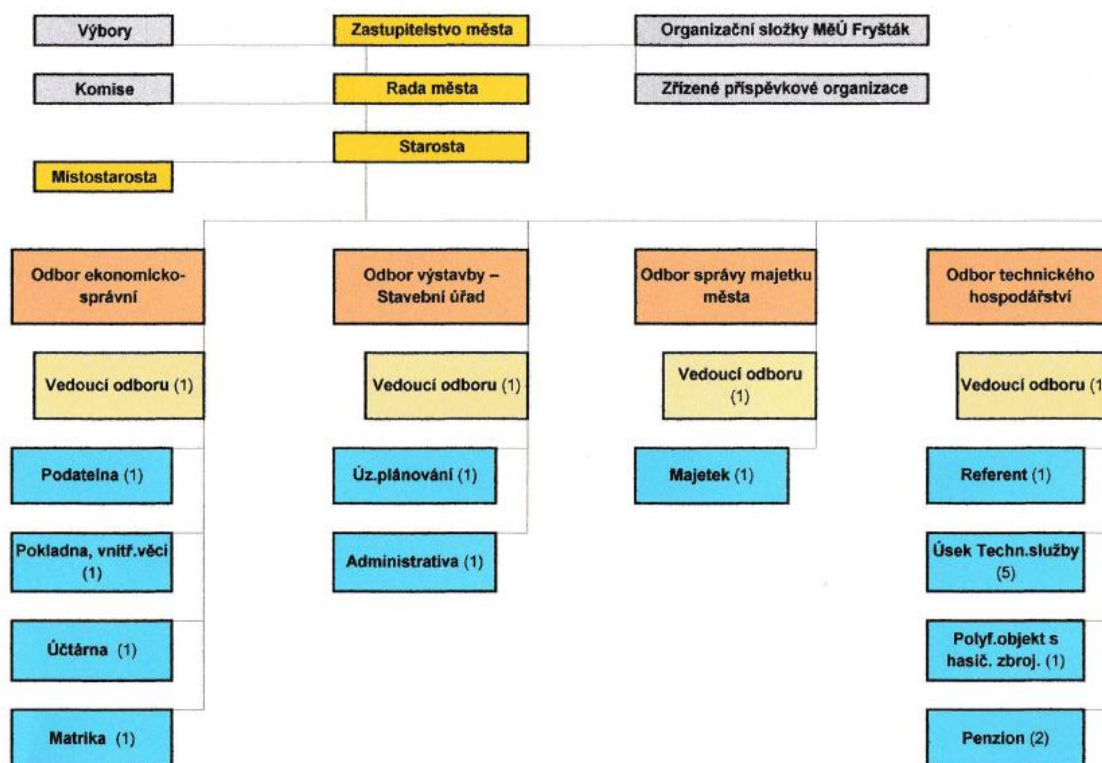 Výbory
Zastupitelstvo města
Organizační složky MěÚ Fryšták
Komise
Rada města
Zřízené příspěvkové organizace
Starosta
Místostarosta
Odbor ekonomicko-
správní
Odbor výstavby –
Stavební úřad
Odbor správy majetku
města
Odbor technického
hospodářství
Vedoucí odboru (1)
Vedoucí odboru (1)
Vedoucí odboru
(1)
Vedoucí odboru (1
Podatelna (1)
Úz.plánování (1)
Majetek (1)
Referent (1)
Pokladna, vnitř.věci
(1)
Administrativa (1)
Úsek Techn.služby
(5)
Účtárna (1)
Polyf.objekt s
hasič. zbroj. (1)
Matrika (1)
Penzion (2)